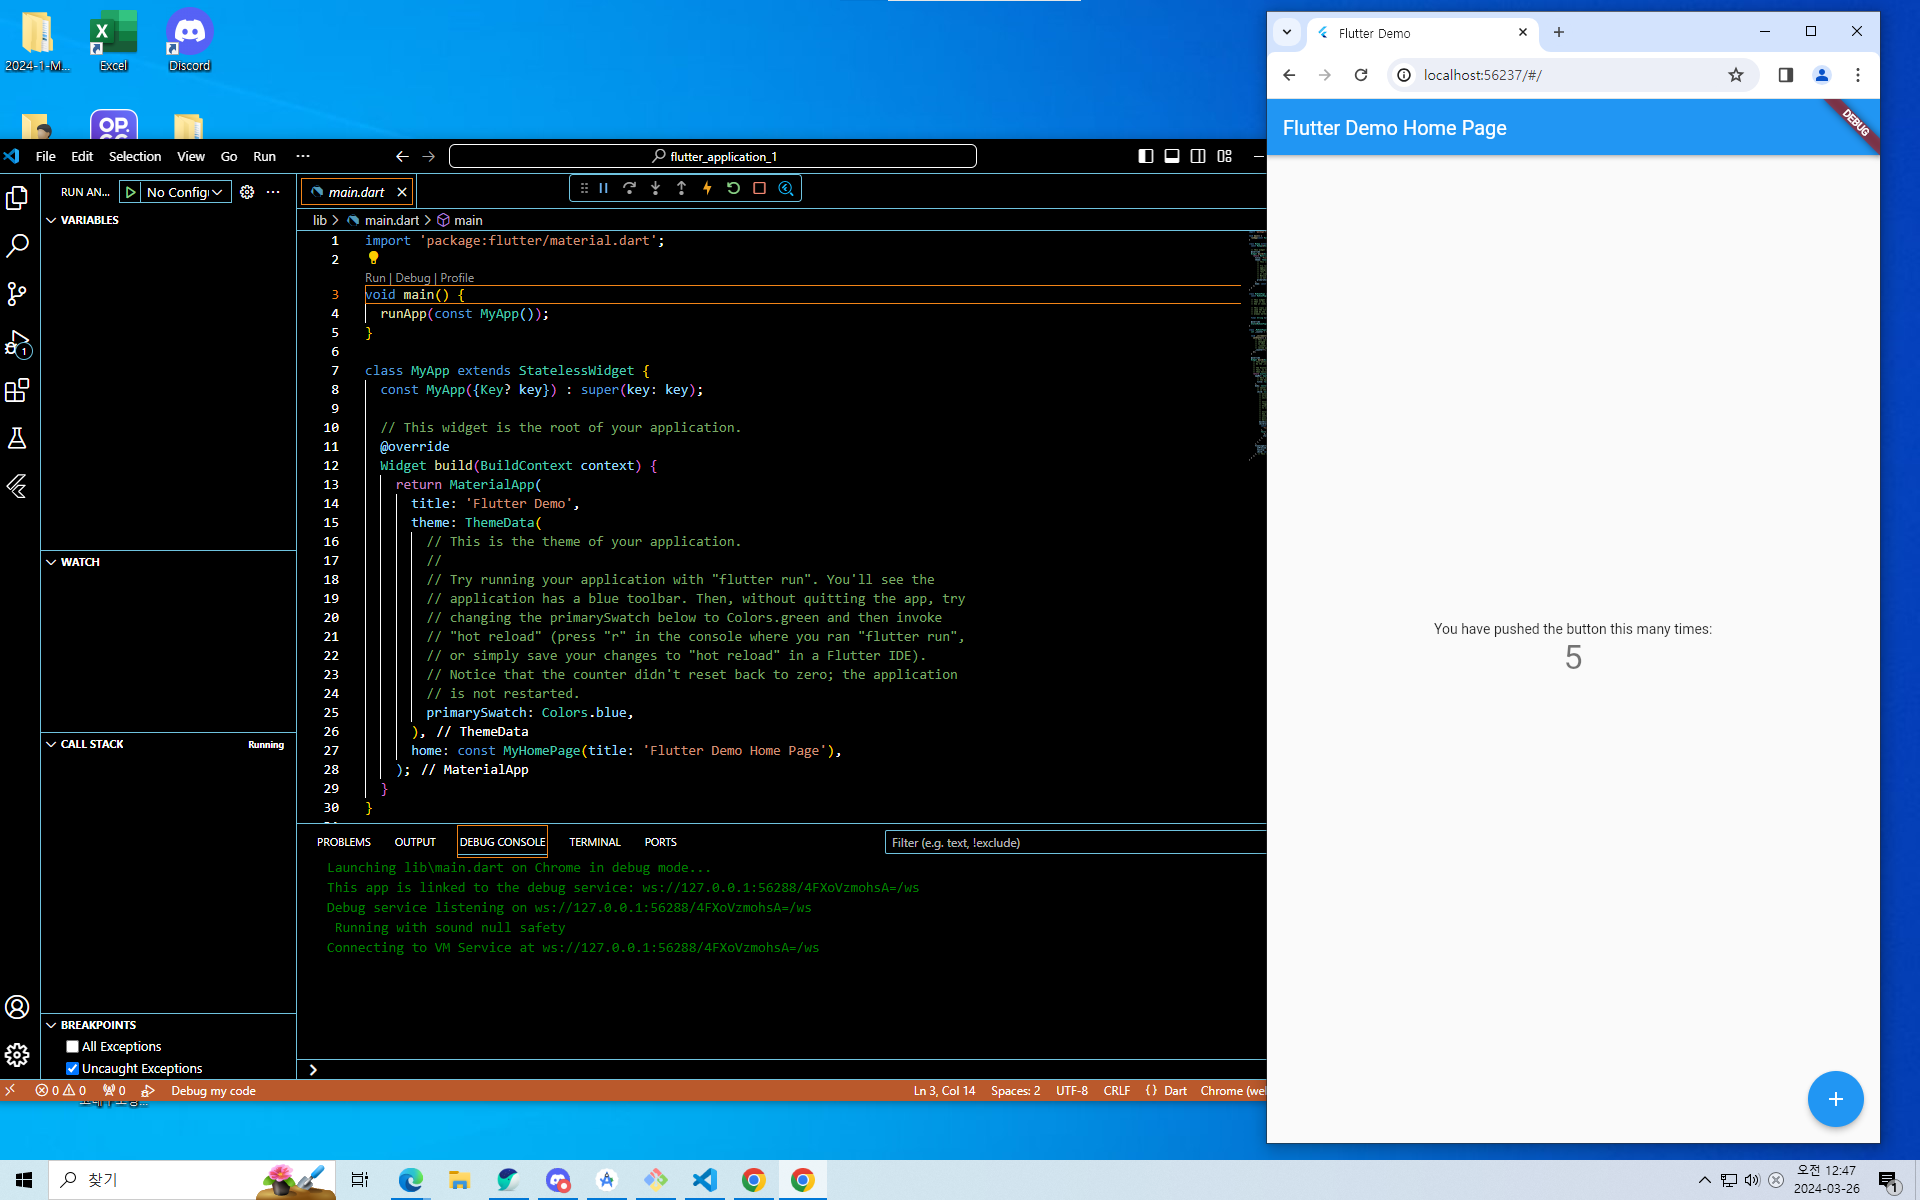 2024-1-M...
Excel
Discord
OP.
File Edit Selection View Go Run ···
flutter_application_1
RUN AN... No Config
main.dart
lib > main.dart > main
VARIABLES
1 import 'package:flutter/material.dart';
2
Run | Debug | Profile
3 void main() {
4 runApp(const MyApp());
5 }
6
7 class MyApp extends StatelessWidget {
8 const MyApp({Key? key}) : super(key: key);
9
10 // This widget is the root of your application.
11 @override
12 Widget build(BuildContext context) {
13 return MaterialApp(
14 title: 'Flutter Demo',
15 theme: ThemeData(
16 // This is the theme of your application.
17 //
18 // Try running your application with "flutter run". You'll see the
19 // application has a blue toolbar. Then, without quitting the app, try
20 // changing the primarySwatch below to Colors.green and then invoke
21 // "hot reload" (press "r" in the console where you ran "flutter run",
22 // or simply save your changes to "hot reload" in a Flutter IDE).
23 // Notice that the counter didn't reset back to zero; the application
24 // is not restarted.
25 primarySwatch: Colors.blue,
26 ), // ThemeData
27 home: const MyHomePage(title: 'Flutter Demo Home Page'),
28 ); // MaterialApp
29 }
30 }
WATCH
CALL STACK Running
BREAKPOINTS
All Exceptions
Uncaught Exceptions
1
PROBLEMS OUTPUT DEBUG CONSOLE TERMINAL PORTS
Filter (e.g. text, !exclude)
Launching lib\main.dart on Chrome in debug mode...
This app is linked to the debug service: ws://127.0.0.1:56288/4FXoVzmohsA=/ws
Debug service listening on ws://127.0.0.1:56288/4FXoVzmohsA=/ws
Running with sound null safety
Connecting to VM Service at ws://127.0.0.1:56288/4FXoVzmohsA=/ws
0 0 0 Debug my code
Ln 3, Col 14 Spaces: 2 UTF-8 CRLF {} Dart Chrome (we
Flutter Demo
localhost:56237/#/
Flutter Demo Home Page
DEBUG
You have pushed the button this many times:
5
+
찾기
오전 12:47
2024-03-26
1